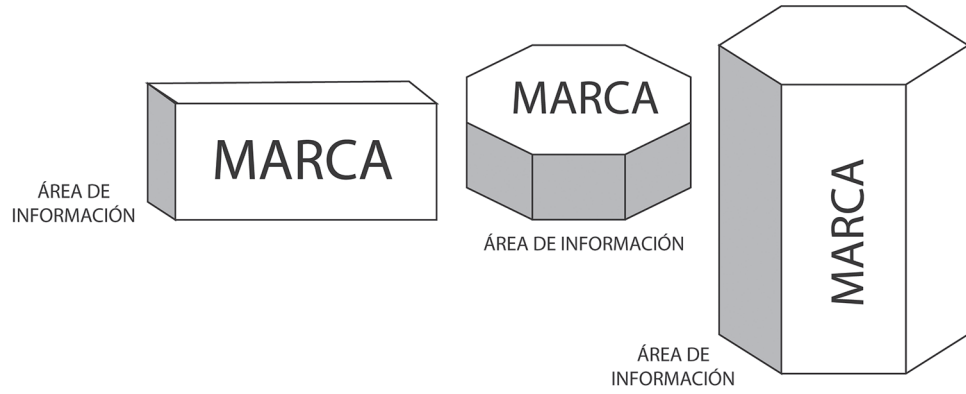 MARCA
ÁREA DE
INFORMACIÓN
MARCA
ÁREA DE INFORMACIÓN
MARCA
ÁREA DE
INFORMACIÓN